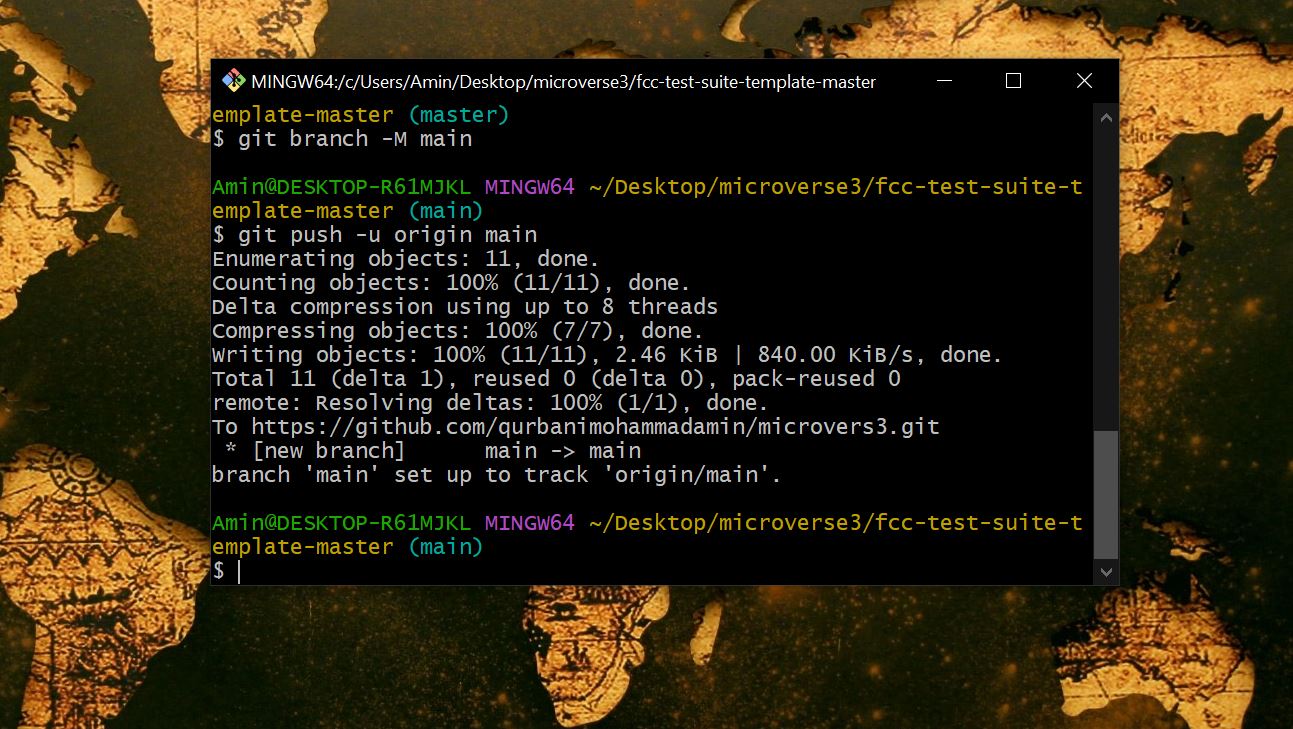 MINGW64:/c/Users/Amin/Desktop/microverse3/fcc-test-suite-template-master
emplate-master (master)
$ git branch -M main
Amin@DESKTOP-R61MJKL MINGW64 ~/Desktop/microverse3/fcc-test-suite-t
emplate-master (main)
$ git push -u origin main
Enumerating objects: 11, done.
Counting objects: 100% (11/11), done.
Delta compression using up to 8 threads
Compressing objects: 100% (7/7), done.
Writing objects: 100% (11/11), 2.46 KiB | 840.00 KiB/s, done.
Total 11 (delta 1), reused 0 (delta 0), pack-reused 0
remote: Resolving deltas: 100% (1/1), done.
To https://github.com/qurbanimohammadamin/microvers3.git
 * [new branch]      main -> main
branch 'main' set up to track 'origin/main'.
Amin@DESKTOP-R61MJKL MINGW64 ~/Desktop/microverse3/fcc-test-suite-t
emplate-master (main)
$